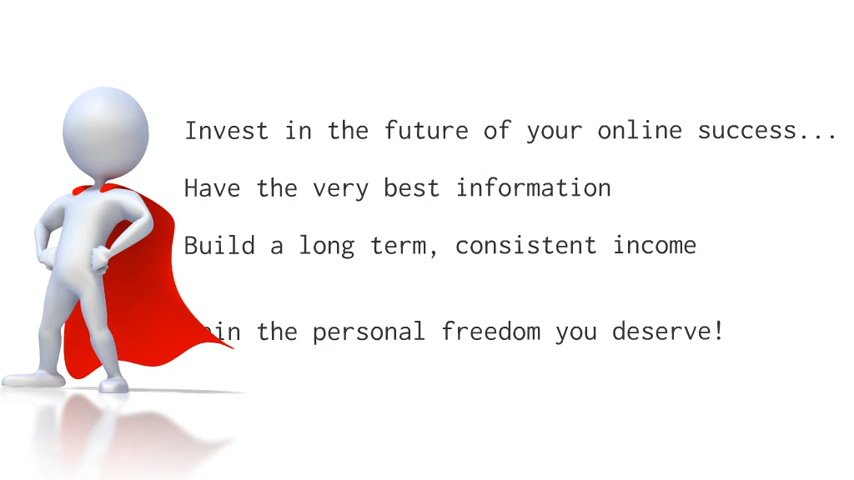 Invest in the future of your online success...
Have the very best information
Build a long term, consistent income
the personal freedom you deserve!